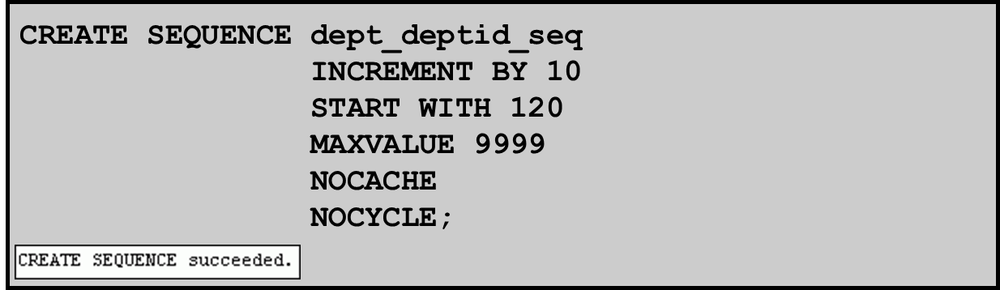 CREATE SEQUENCE dept_deptid_seq
INCREMENT BY 10
START WITH 120
MAXVALUE 9999
NOCACHE
NOCYCLE;
CREATE SEQUENCE succeeded.